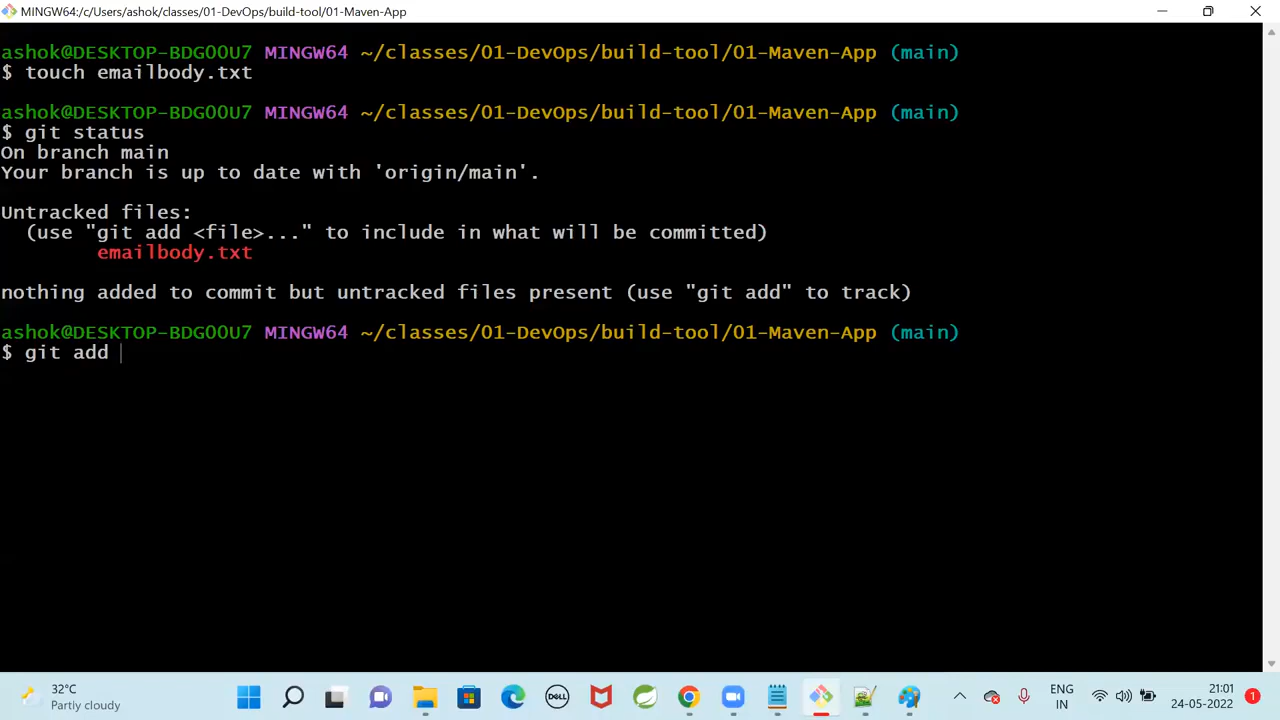 MINGW64:/c/Users/ashok/classes/01-DevOps/build-tool/01-Maven-App
ashok@DESKTOP-BDG00U7 MINGW64 ~/classes/01-DevOps/build-tool/01-Maven-App (main)
$ touch emailbody.txt
ashok@DESKTOP-BDG00U7 MINGW64 ~/classes/01-DevOps/build-tool/01-Maven-App (main)
$ git status
On branch main
Your branch is up to date with 'origin/main'.
Untracked files:
(use "git add <file>..." to include in what will be committed)
emailbody.txt
nothing added to commit but untracked files present (use "git add" to track)
ashok@DESKTOP-BDG00U7 MINGW64 ~/classes/01-DevOps/build-tool/01-Maven-App (main)
$ git add
32°C
Partly cloudy
DELL
ENG
IN
21:01
24-05-2022
1